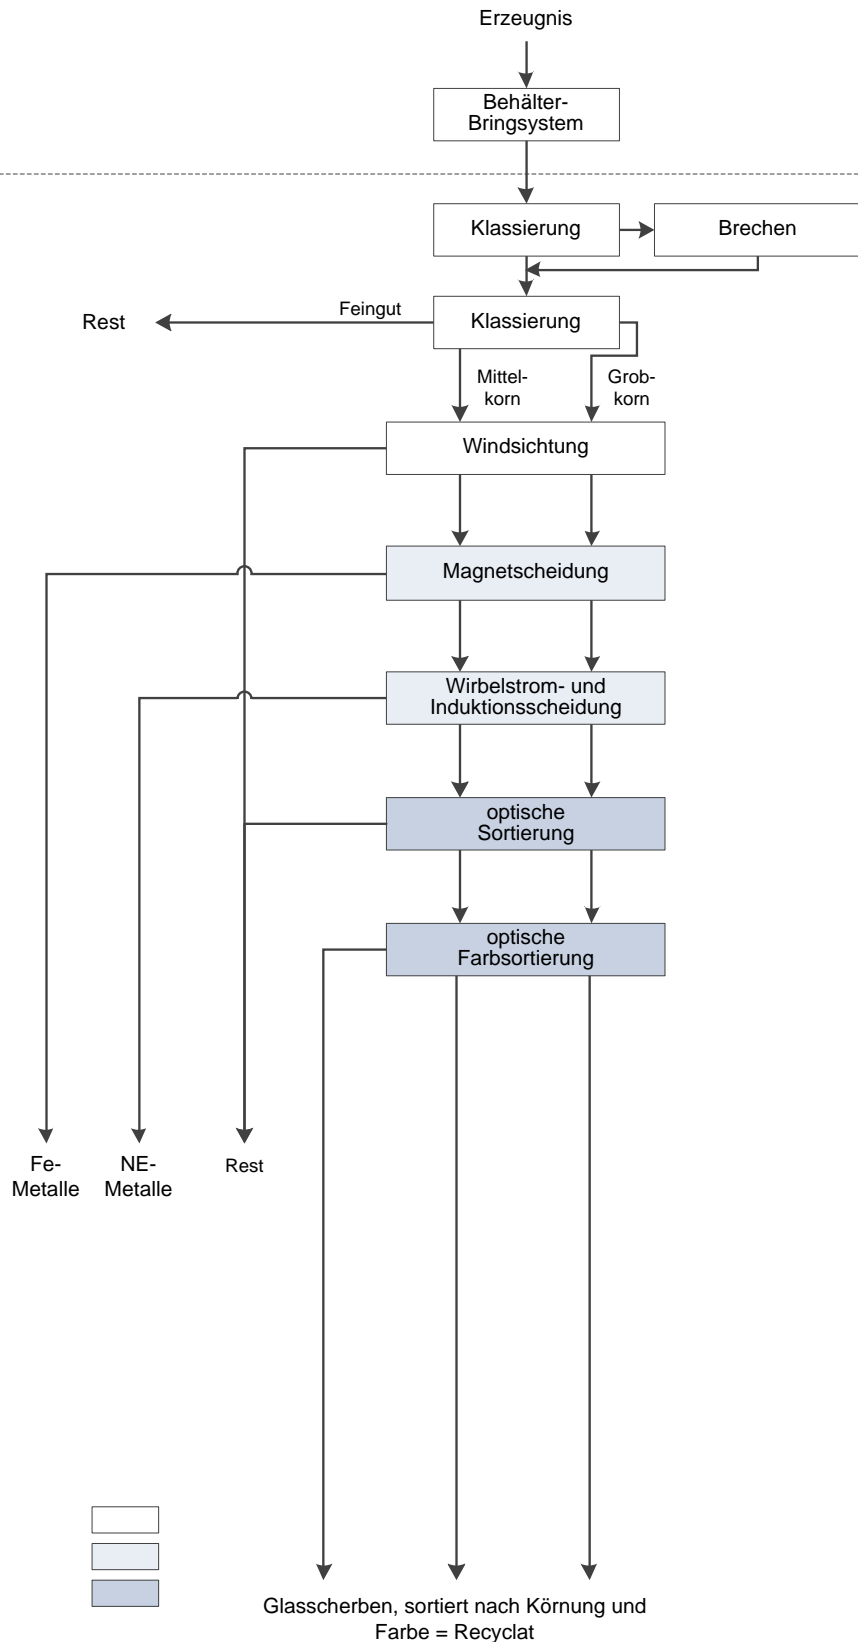 Erzeugnis
Behälter-
Bringsystem
Klassierung
Brechen
Feingut
Rest
Klassierung
Mittel-
korn
Grob-
korn
Windsichtung
Magnetscheidung
Wirbelstrom- und
Induktionsscheidung
optische
Sortierung
optische
Farbsortierung
Fe-
Metalle
NE-
Metalle
Rest
Glasscherben, sortiert nach Körnung und
Farbe = Recyclat